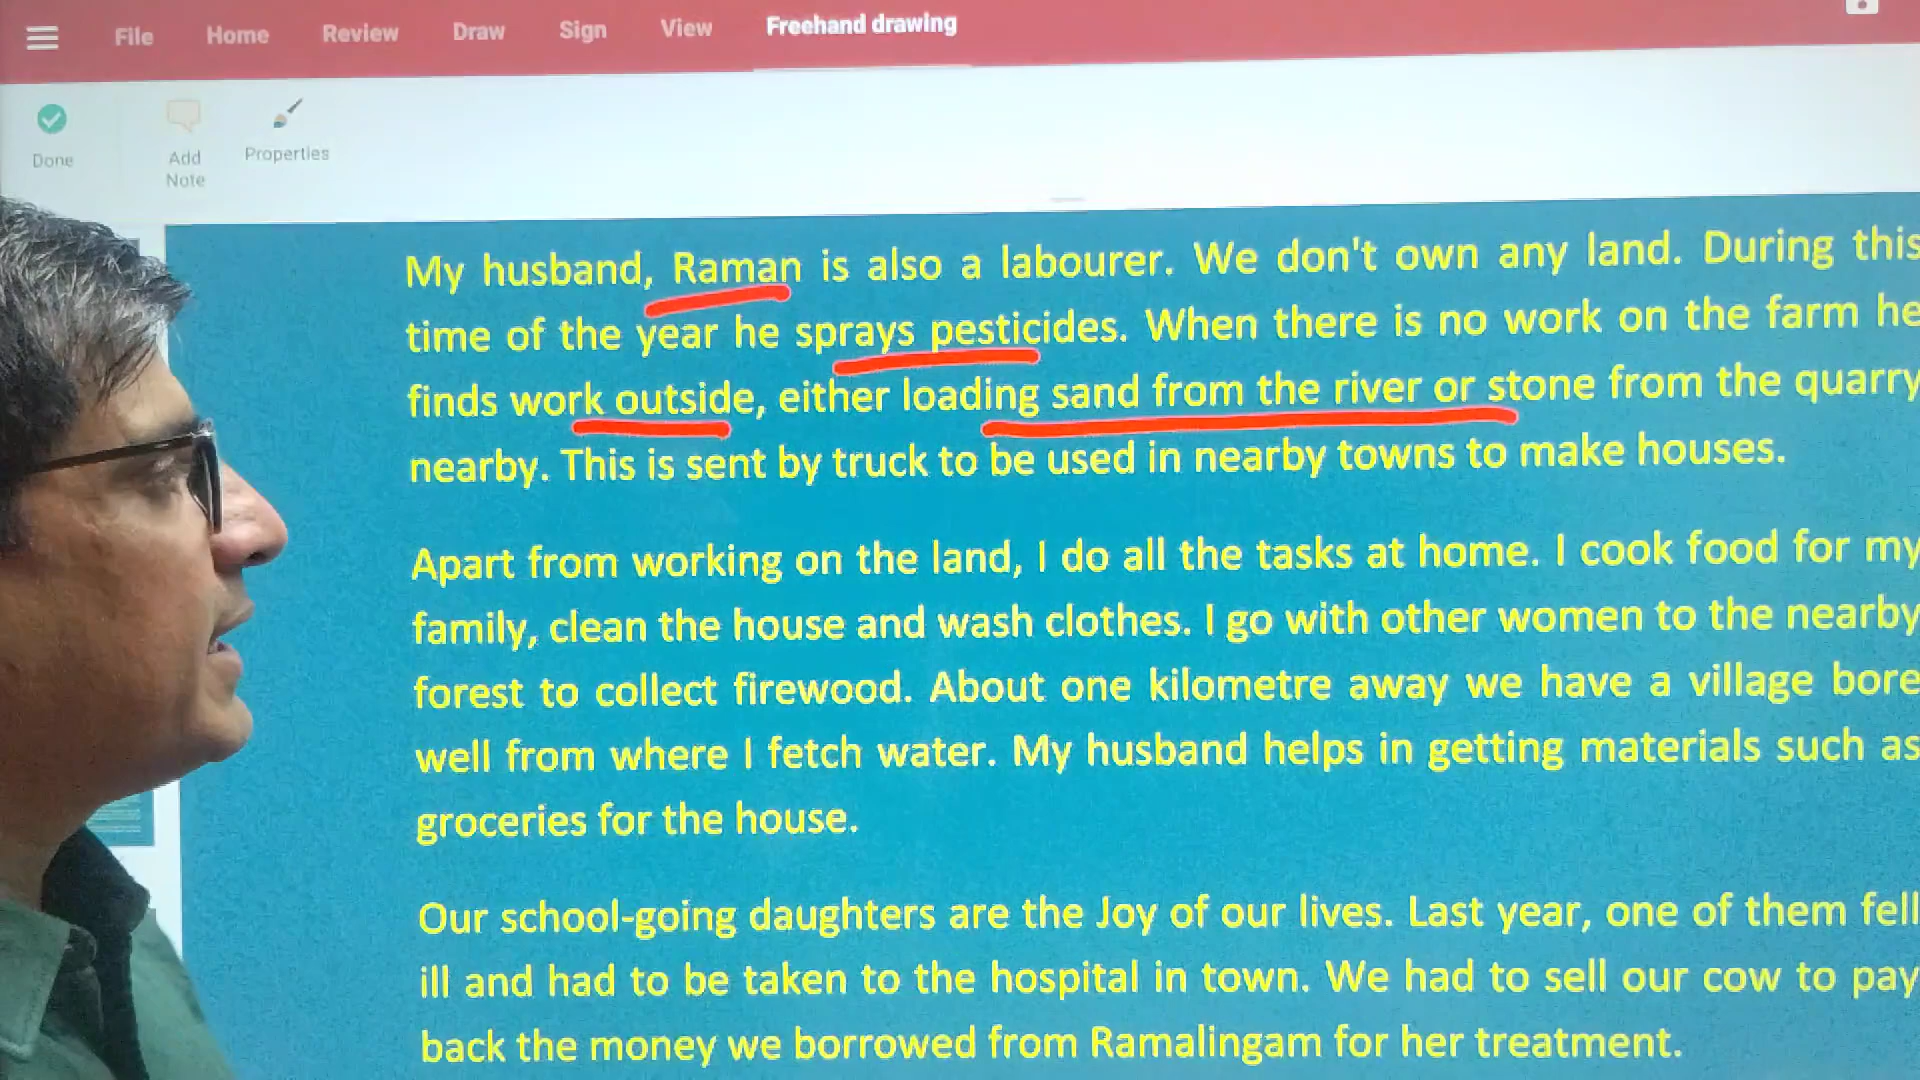 File Home Review Draw Sign View Freehand drawing
Done Add Note Properties
My husband, Raman is also a labourer. We don't own any land. During this
time of the year he sprays pesticides. When there is no work on the farm he
finds work outside, either loading sand from the river or stone from the quarry
nearby. This is sent by truck to be used in nearby towns to make houses.
Apart from working on the land, I do all the tasks at home. I cook food for my
family, clean the house and wash clothes. I go with other women to the nearby
forest to collect firewood. About one kilometre away we have a village bore
well from where I fetch water. My husband helps in getting materials such as
groceries for the house.
Our school-going daughters are the Joy of our lives. Last year, one of them fell
ill and had to be taken to the hospital in town. We had to sell our cow to pay
back the money we borrowed from Ramalingam for her treatment.